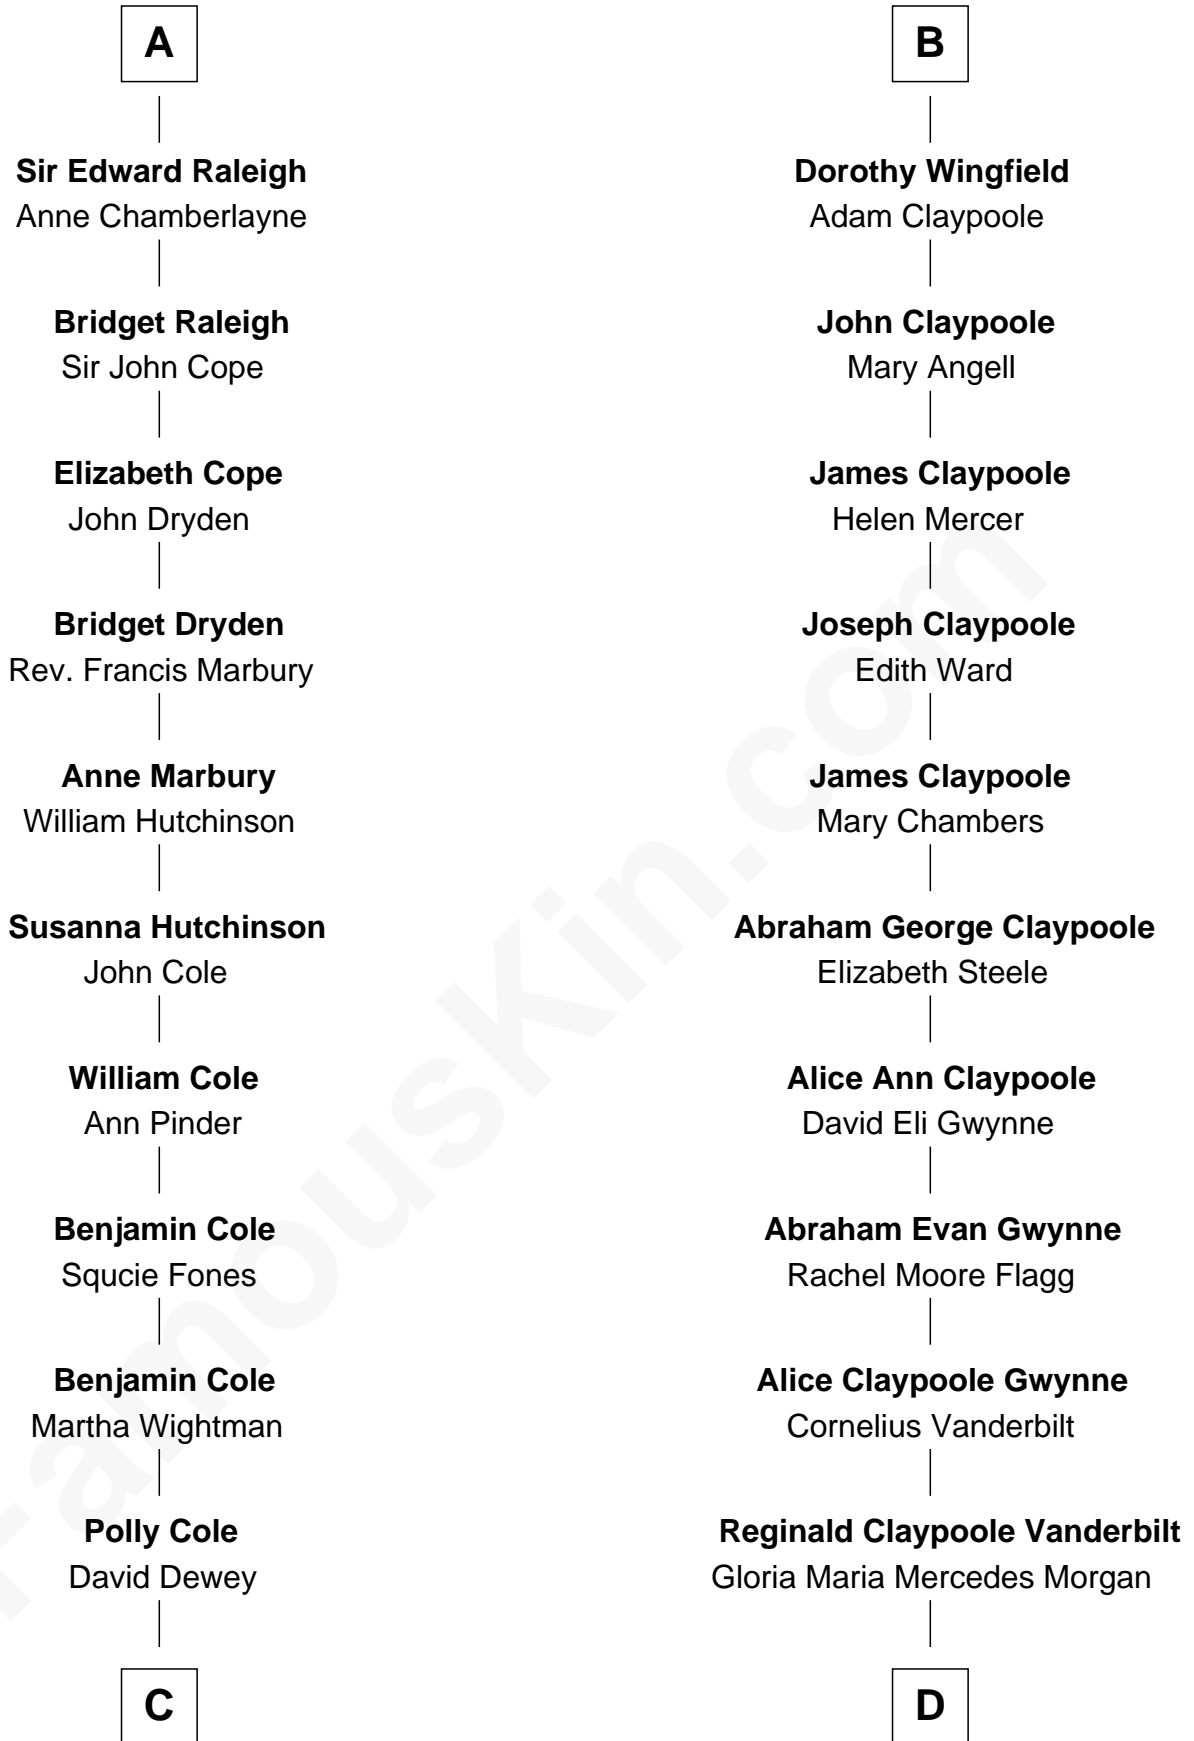 A
Sir Edward Raleigh
Anne Chamberlayne
Bridget Raleigh
Sir John Cope
Elizabeth Cope
John Dryden
Bridget Dryden
Rev. Francis Marbury
Anne Marbury
William Hutchinson
Susanna Hutchinson
John Cole
William Cole
Ann Pinder
Benjamin Cole
Squcie Fones
Benjamin Cole
Martha Wightman
Polly Cole
David Dewey
C
B
Dorothy Wingfield
Adam Claypoole
John Claypoole
Mary Angell
James Claypoole
Helen Mercer
Joseph Claypoole
Edith Ward
James Claypoole
Mary Chambers
Abraham George Claypoole
Elizabeth Steele
Alice Ann Claypoole
David Eli Gwynne
Abraham Evan Gwynne
Rachel Moore Flagg
Alice Claypoole Gwynne
Cornelius Vanderbilt
Reginald Claypoole Vanderbilt
Gloria Maria Mercedes Morgan
D
FamousKin.com